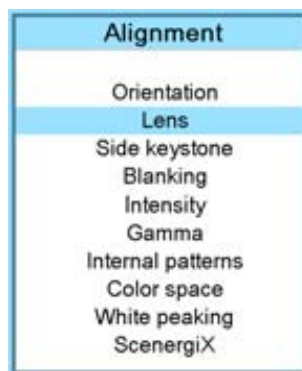 Alignment
Orientation
Lens
Side keystone
Blanking
Intensity
Gamma
Internal patterns
Color space
White peaking
ScenergiX